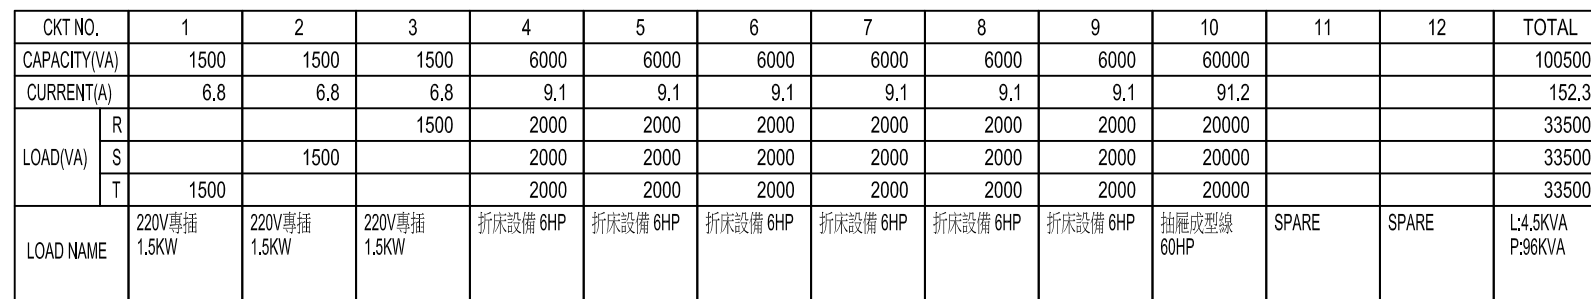 CKT NO. 1 2 3 4 5 6 7 8 9 10 11 12 TOTAL
CAPACITY(VA) 1500 1500 1500 6000 6000 6000 6000 6000 6000 60000 100500
CURRENT(A) 6.8 6.8 6.8 9.1 9.1 9.1 9.1 9.1 9.1 91.2 152.3
LOAD(VA)
R 1500 2000 2000 2000 2000 2000 2000 20000 33500
S 1500 2000 2000 2000 2000 2000 2000 20000 33500
T 1500 2000 2000 2000 2000 2000 2000 20000 33500
LOAD NAME
220V專插
1.5KW
220V專插
1.5KW
220V專插
1.5KW
折床設備 6HP
折床設備 6HP
折床設備 6HP
折床設備 6HP
折床設備 6HP
折床設備 6HP
抽屜成型線
60HP
SPARE
SPARE
L:4.5KVA
P:96KVA